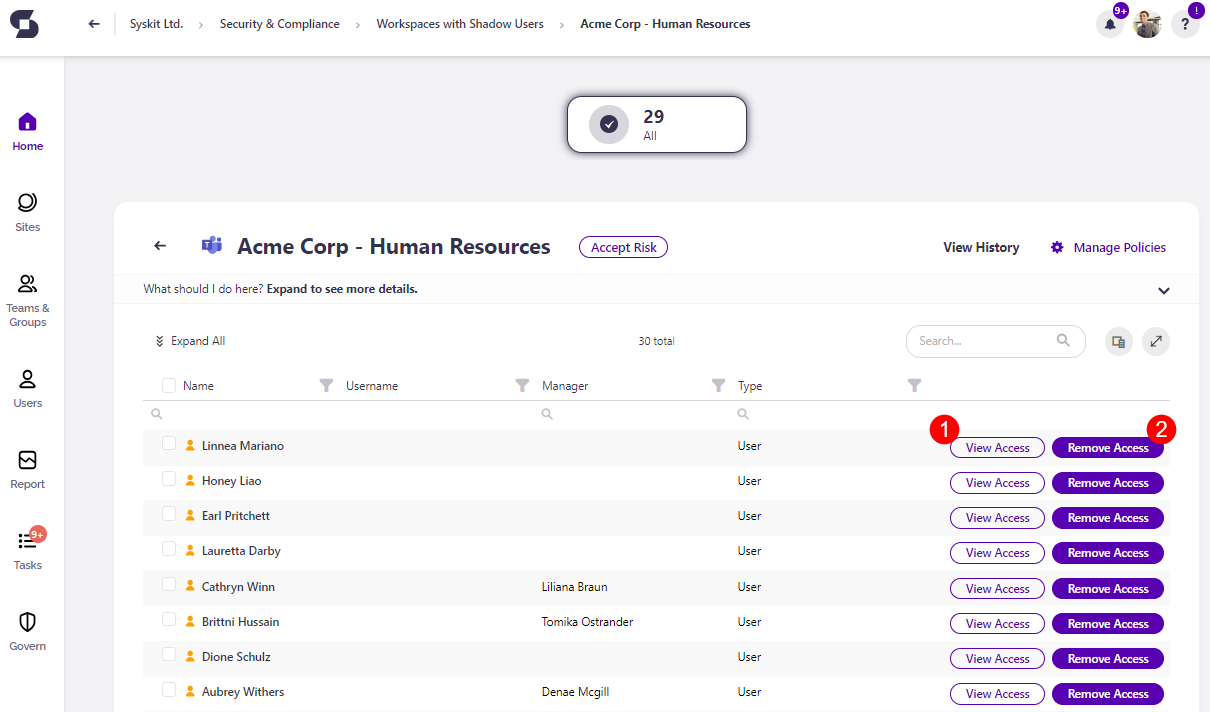 Syskit Ltd. > Security & Compliance > Workspaces with Shadow Users > Acme Corp - Human Resources
9+
!
?
29
All
Home
Sites
Teams &
Groups
Users
Report
9+
Tasks
Govern
Acme Corp - Human Resources Accept Risk View History Manage Policies
What should I do here? Expand to see more details.
Expand All 30 total Search...
Name Username Manager Type
1 2
Linnea Mariano User View Access Remove Access
Honey Liao User View Access Remove Access
Earl Pritchett User View Access Remove Access
Lauretta Darby User View Access Remove Access
Cathryn Winn Liliana Braun User View Access Remove Access
Brittni Hussain Tomika Ostrander User View Access Remove Access
Dione Schulz User View Access Remove Access
Aubrey Withers Denae Mcgill User View Access Remove Access